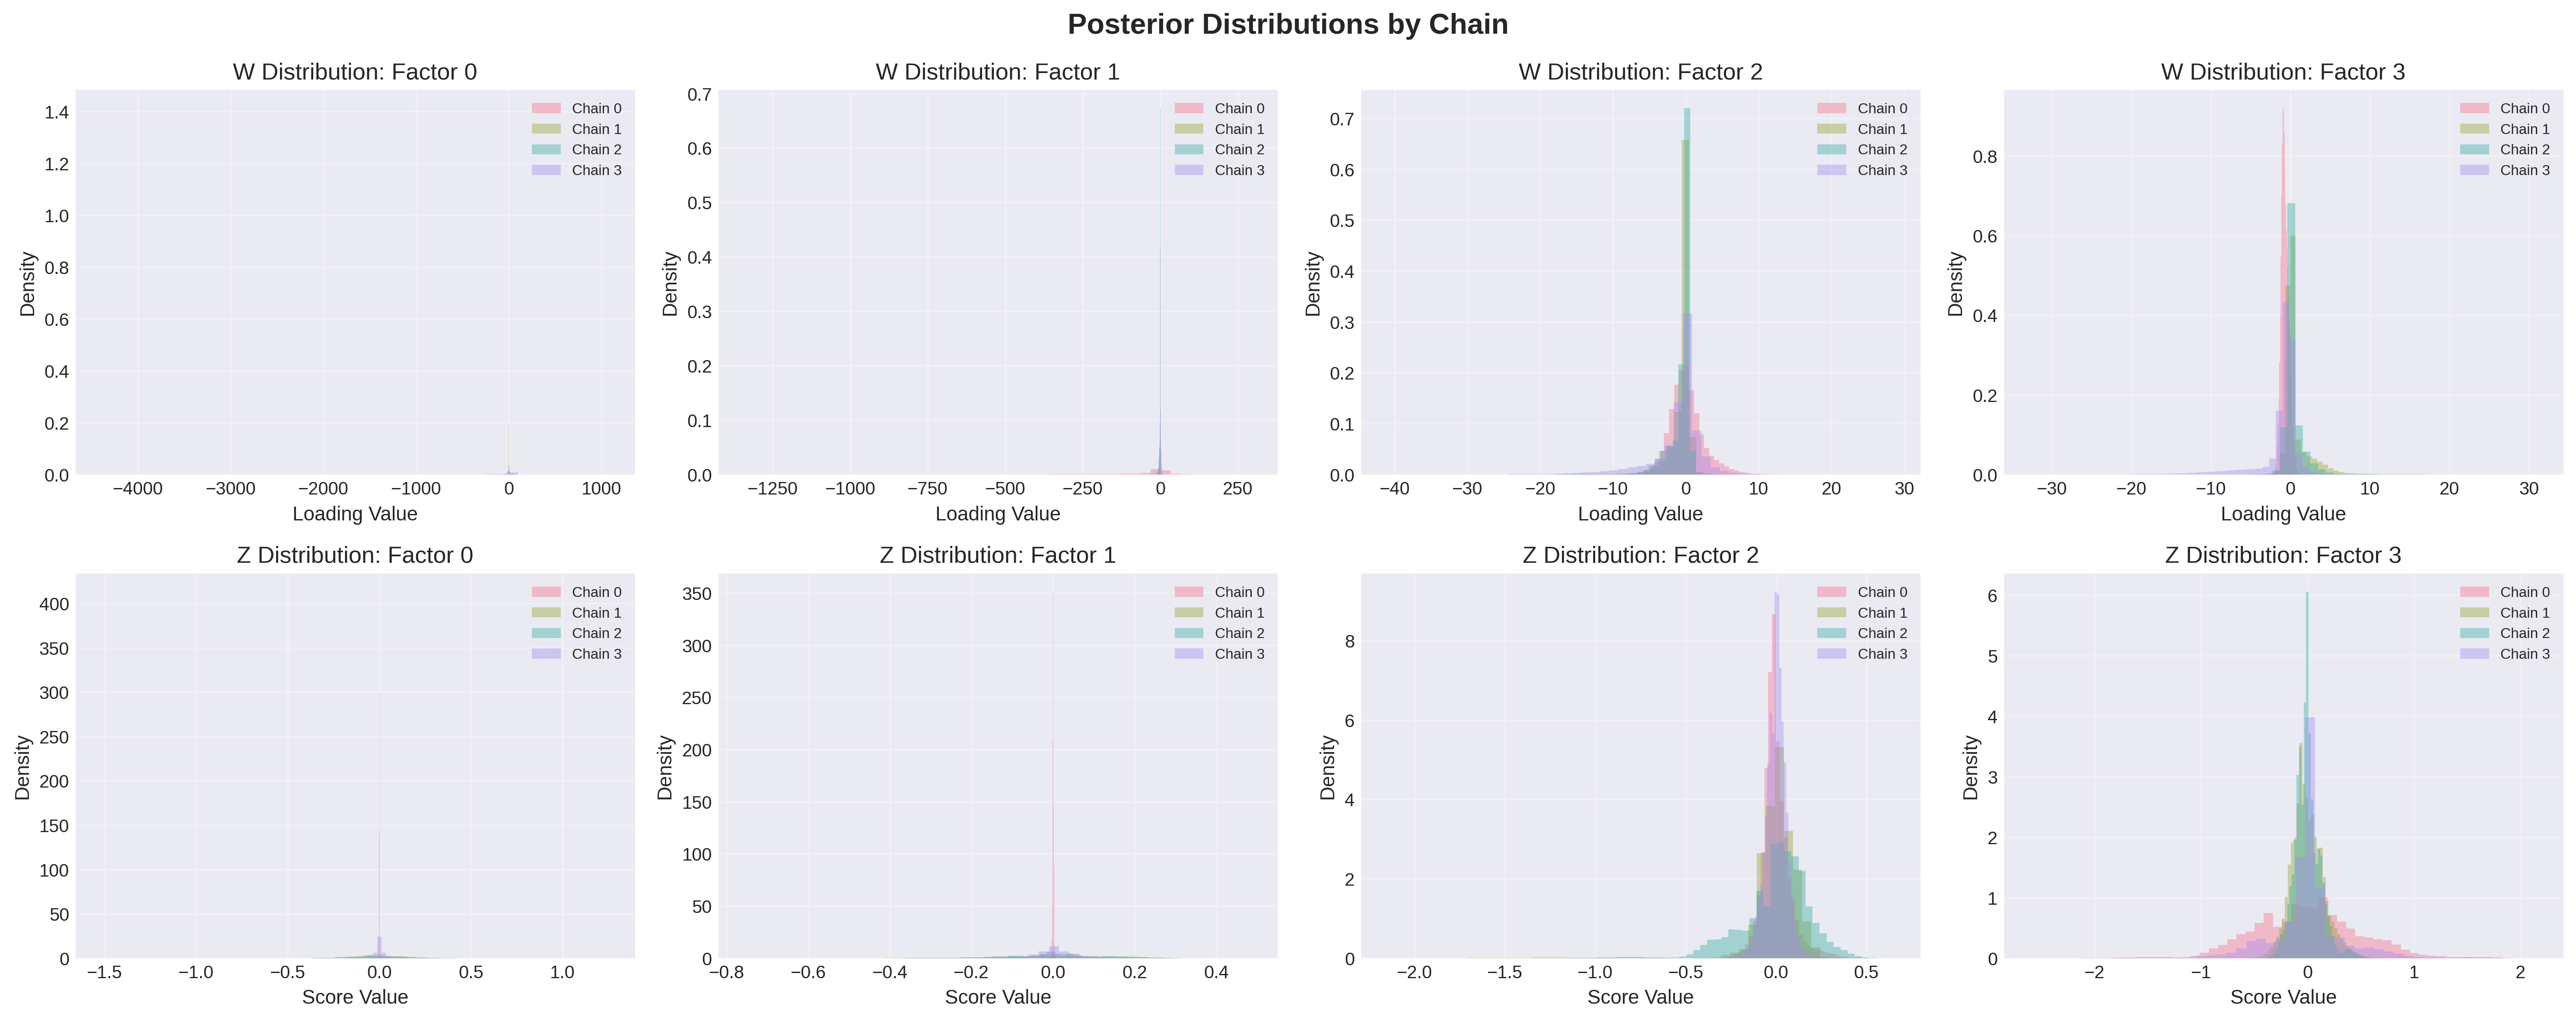 Posterior Distributions by Chain
W Distribution: Factor 0
1.4
1.2
1.0
0.8
0.6
0.4
0.2
0.0
Density
−4000 −3000 −2000 −1000 0 1000
Loading Value
Chain 0
Chain 1
Chain 2
Chain 3
W Distribution: Factor 1
0.7
0.6
0.5
0.4
0.3
0.2
0.1
0.0
Density
−1250 −1000 −750 −500 −250 0 250
Loading Value
Chain 0
Chain 1
Chain 2
Chain 3
W Distribution: Factor 2
0.7
0.6
0.5
0.4
0.3
0.2
0.1
0.0
Density
−40 −30 −20 −10 0 10 20 30
Loading Value
Chain 0
Chain 1
Chain 2
Chain 3
W Distribution: Factor 3
0.8
0.6
0.4
0.2
0.0
Density
−30 −20 −10 0 10 20 30
Loading Value
Chain 0
Chain 1
Chain 2
Chain 3
Z Distribution: Factor 0
400
350
300
250
200
150
100
50
0
Density
−1.5 −1.0 −0.5 0.0 0.5 1.0
Score Value
Chain 0
Chain 1
Chain 2
Chain 3
Z Distribution: Factor 1
350
300
250
200
150
100
50
0
Density
−0.8 −0.6 −0.4 −0.2 0.0 0.2 0.4
Score Value
Chain 0
Chain 1
Chain 2
Chain 3
Z Distribution: Factor 2
8
6
4
2
0
Density
−2.0 −1.5 −1.0 −0.5 0.0 0.5
Score Value
Chain 0
Chain 1
Chain 2
Chain 3
Z Distribution: Factor 3
6
5
4
3
2
1
0
Density
−2 −1 0 1 2
Score Value
Chain 0
Chain 1
Chain 2
Chain 3